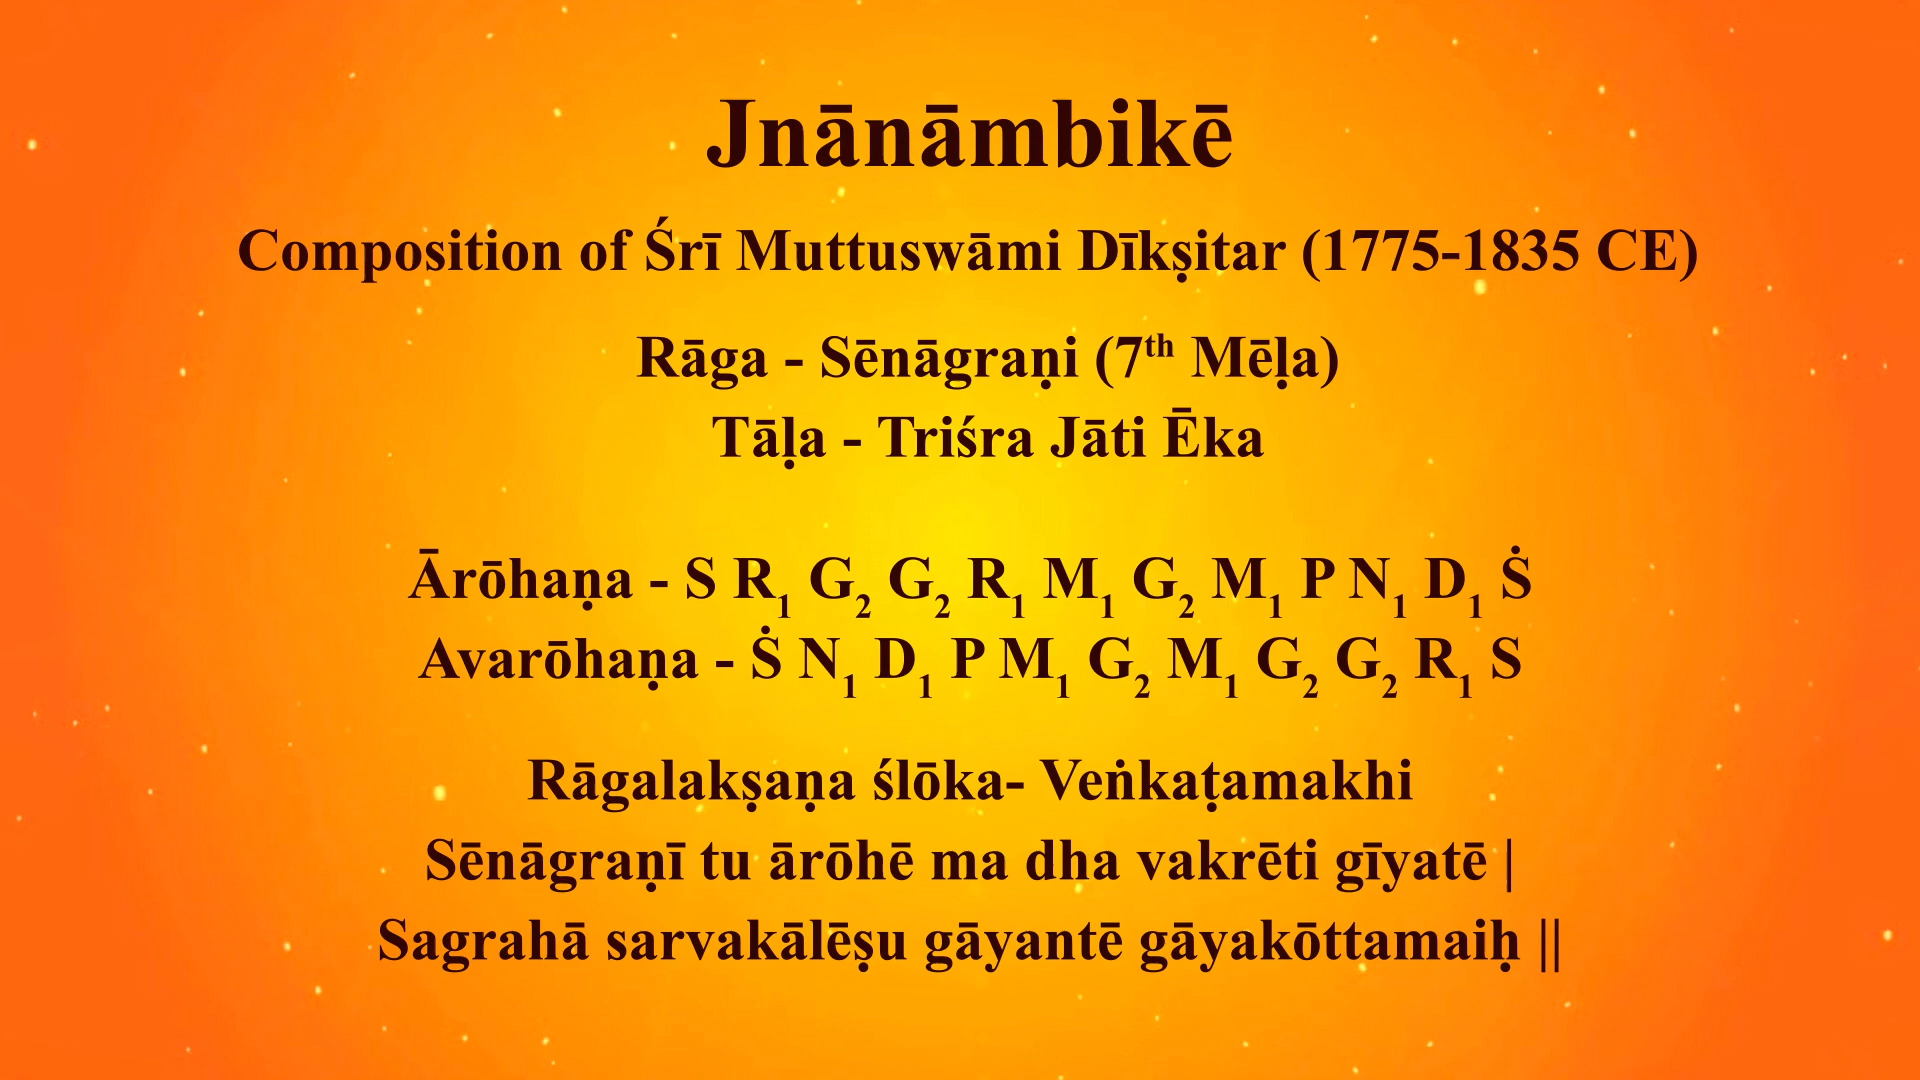 Jnānāmbikē
Composition of Śrī Muttuswāmi Dīkṣitar (1775-1835 CE)
Rāga - Sēnāgraṇi (7th Mēḷa)
Tāḷa - Triśra Jāti Ēka
Ārōhaṇa - S R₁ G₂ G₂ R₁ M₁ G₂ M₁ P N₁ D₁ Ṡ
Avarōhaṇa - Ṡ N₁ D₁ P M₁ G₂ M₁ G₂ G₂ R₁ S
Rāgalakṣaṇa ślōka- Veṅkaṭamakhi
Sēnāgraṇī tu ārōhē ma dha vakrēti gīyatē |
Sagrahā sarvakālēṣu gāyantē gāyakōttamaiḥ ||